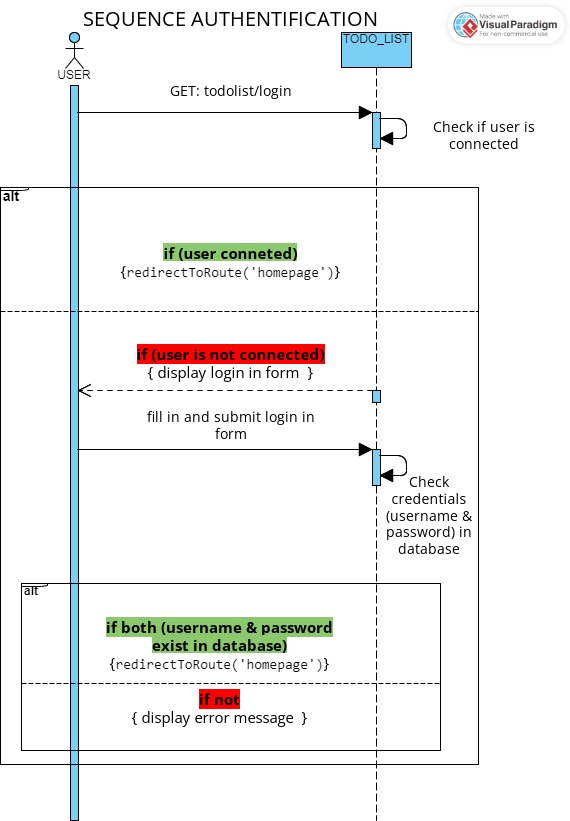 SEQUENCE AUTHENTIFICATION
Made with
VisualParadigm
For non-commercial use
USER
TODO_LIST
GET: todolist/login
Check if user is
connected
alt
if (user conneted)
{redirectToRoute('homepage')}
if (user is not connected)
{ display login in form }
fill in and submit login in
form
Check
credentials
(username &
password) in
database
alt
if both (username & password
exist in database)
{redirectToRoute('homepage')}
if not
{ display error message }